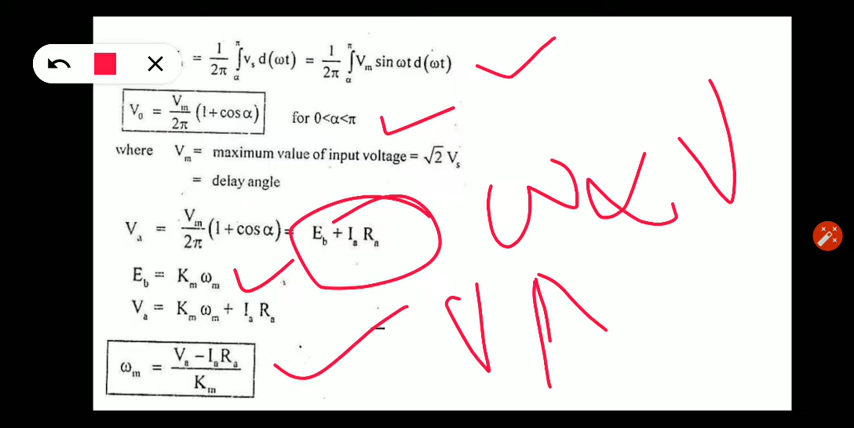 = 1/2π ∫_α^π v_s d(ωt) = 1/2π ∫_α^π V_m sin ωt d(ωt)
V_0 = V_m/2π (1+cosα) for 0<α<π
where V_m = maximum value of input voltage = √2 V_s
= delay angle
V_a = V_m/2π (1+cosα) = E_b + I_a R_a
E_b = K_m ω_m
V_a = K_m ω_m + I_a R_a
ω_m = V_a − I_a R_a / K_m
ω α V
V ↑